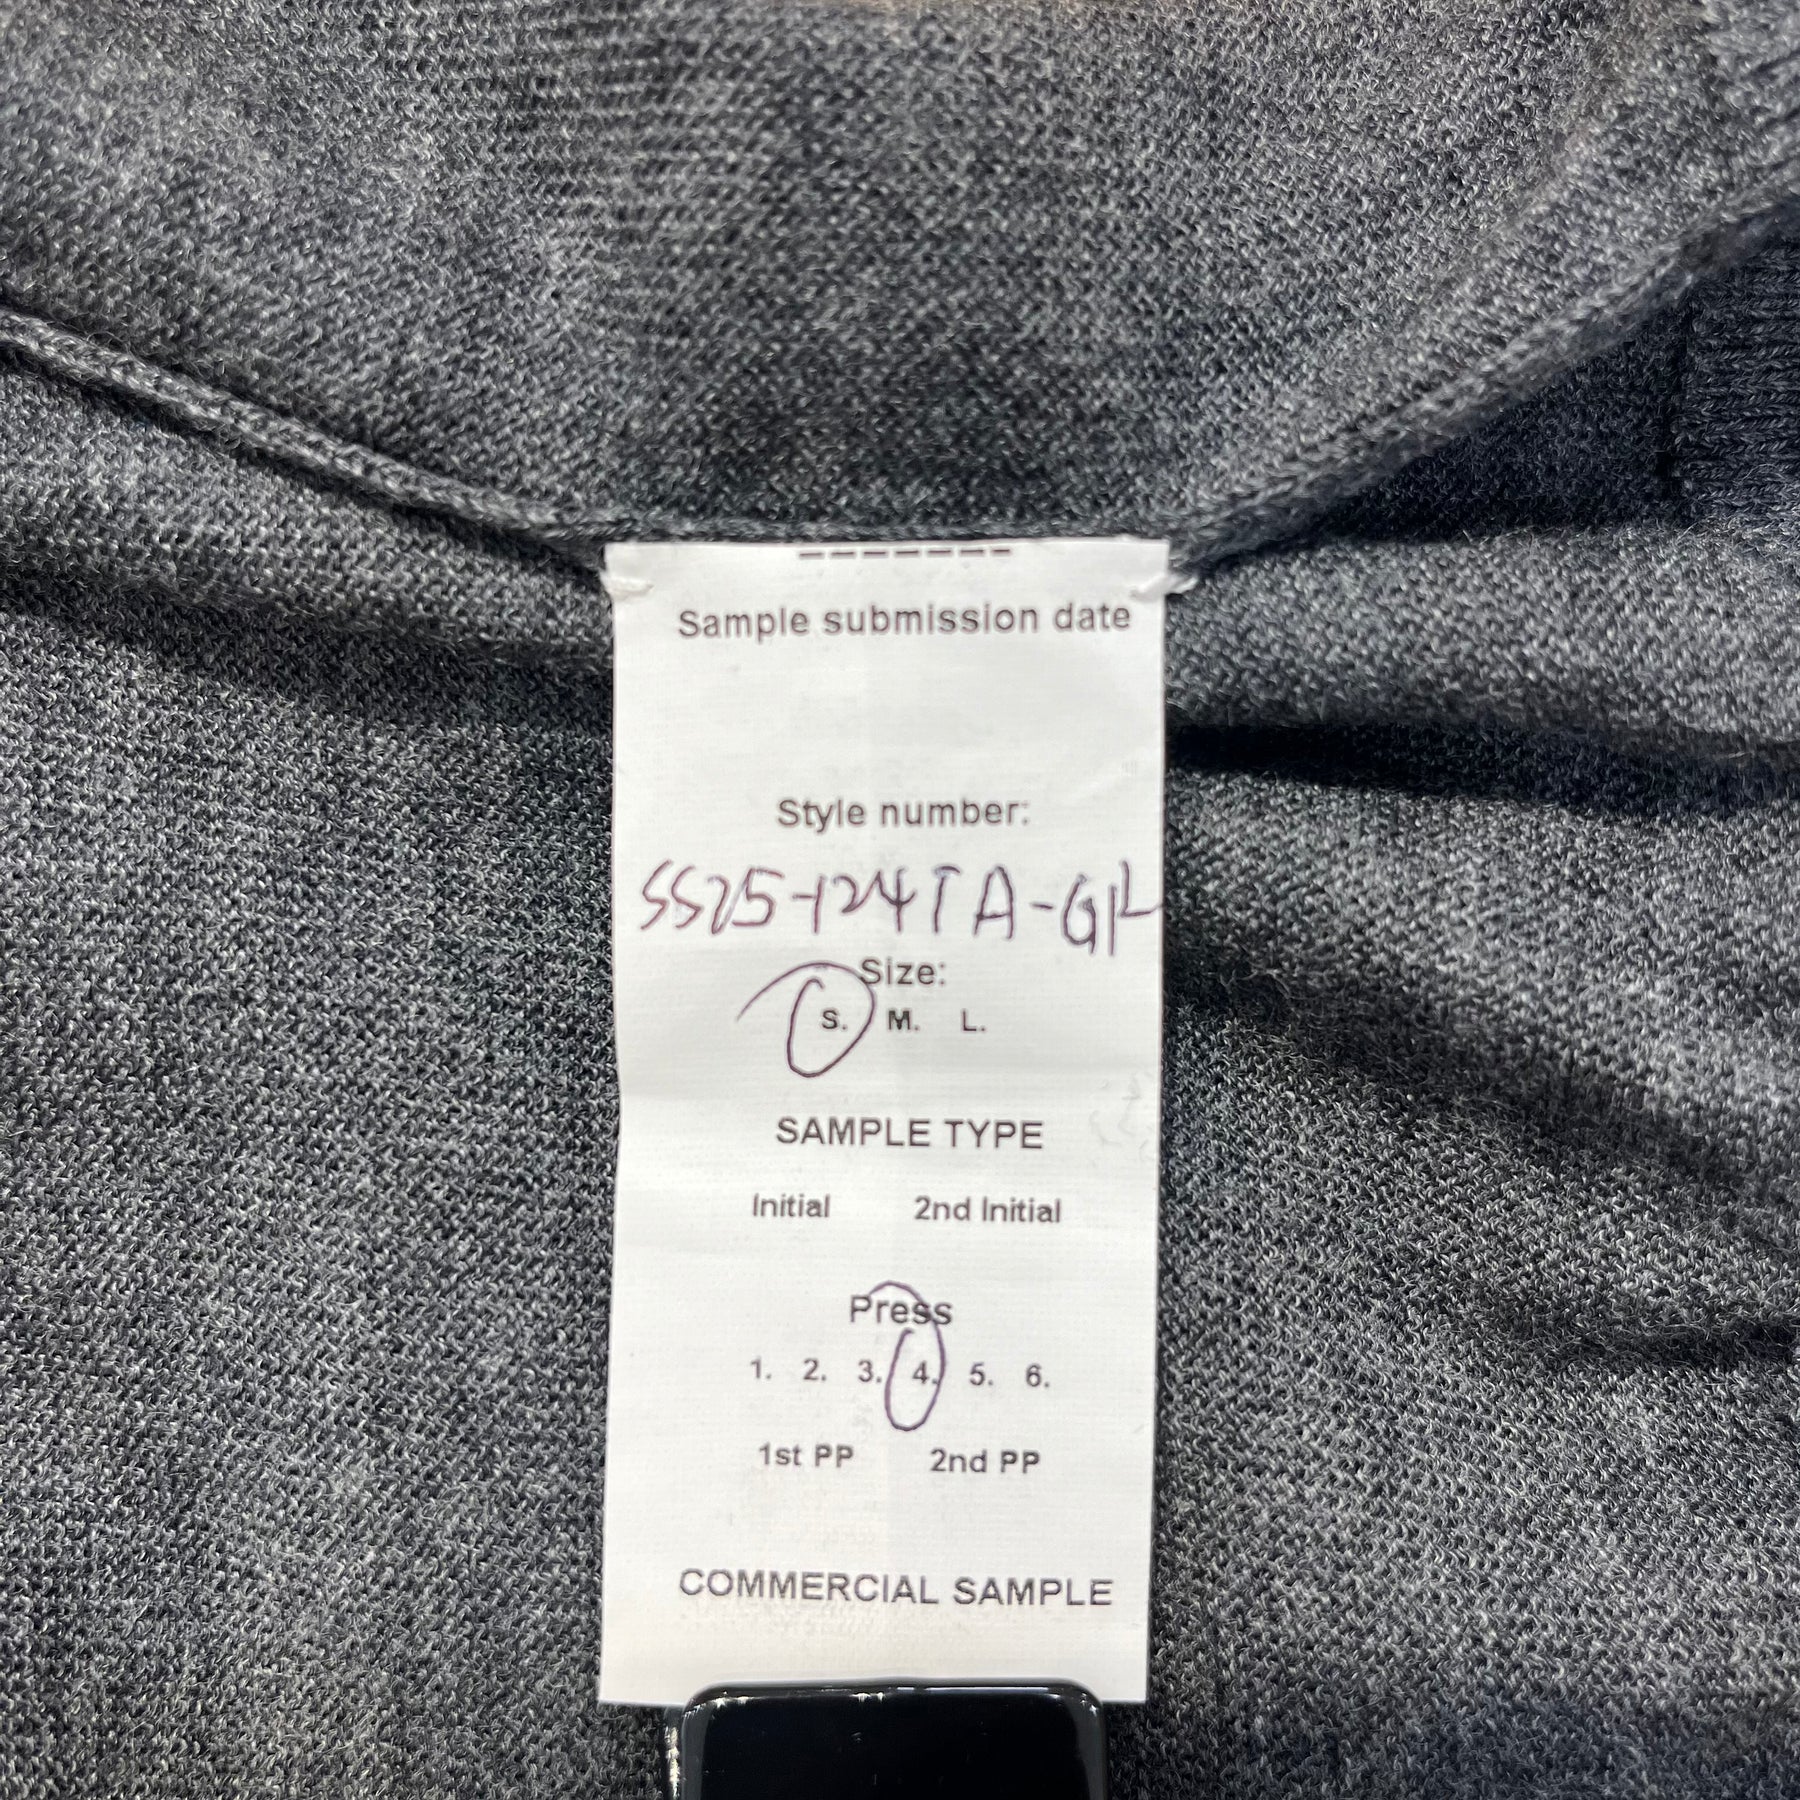 Sample submission date
Style number:
SS25-124TA-G12
Size:
S. M. L.
SAMPLE TYPE
Initial 2nd Initial
Press
1. 2. 3. 4. 5. 6.
1st PP 2nd PP
COMMERCIAL SAMPLE